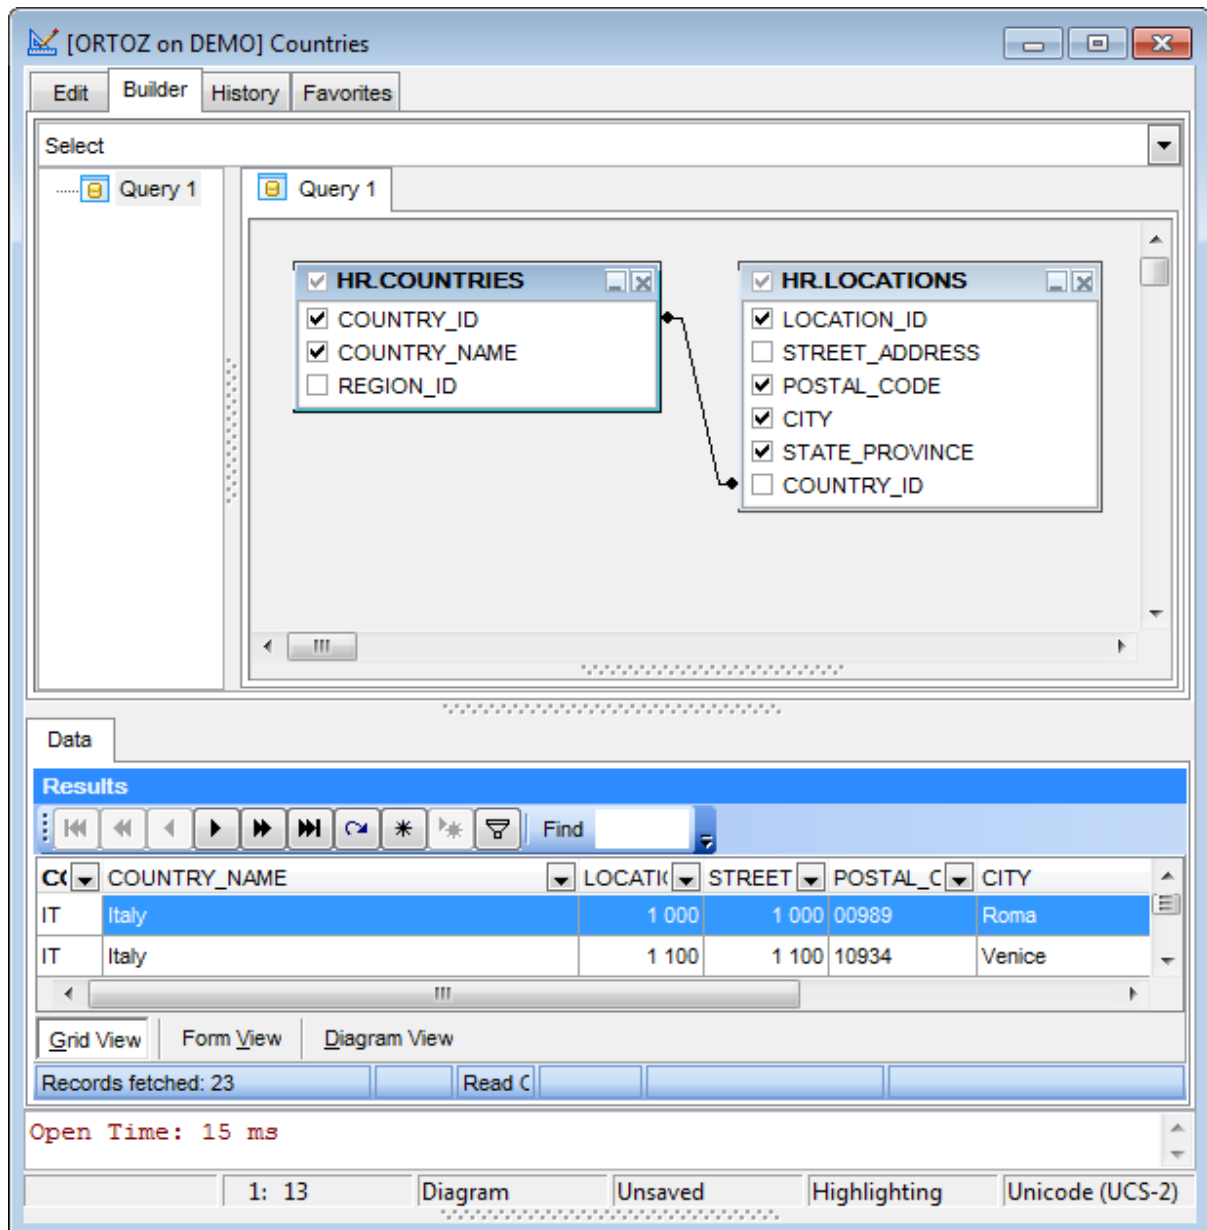 [ORTOZ on DEMO] Countries
Edit Builder History Favorites
Select
Query 1 Query 1
HR.COUNTRIES
COUNTRY_ID
COUNTRY_NAME
REGION_ID
HR.LOCATIONS
LOCATION_ID
STREET_ADDRESS
POSTAL_CODE
CITY
STATE_PROVINCE
COUNTRY_ID
Data
Results
Find
COUNTRY_NAME LOCATI STREET POSTAL_C CITY
IT Italy 1 000 1 000 00989 Roma
IT Italy 1 100 1 100 10934 Venice
Grid View Form View Diagram View
Records fetched: 23 Read
Open Time: 15 ms
1: 13 Diagram Unsaved Highlighting Unicode (UCS-2)